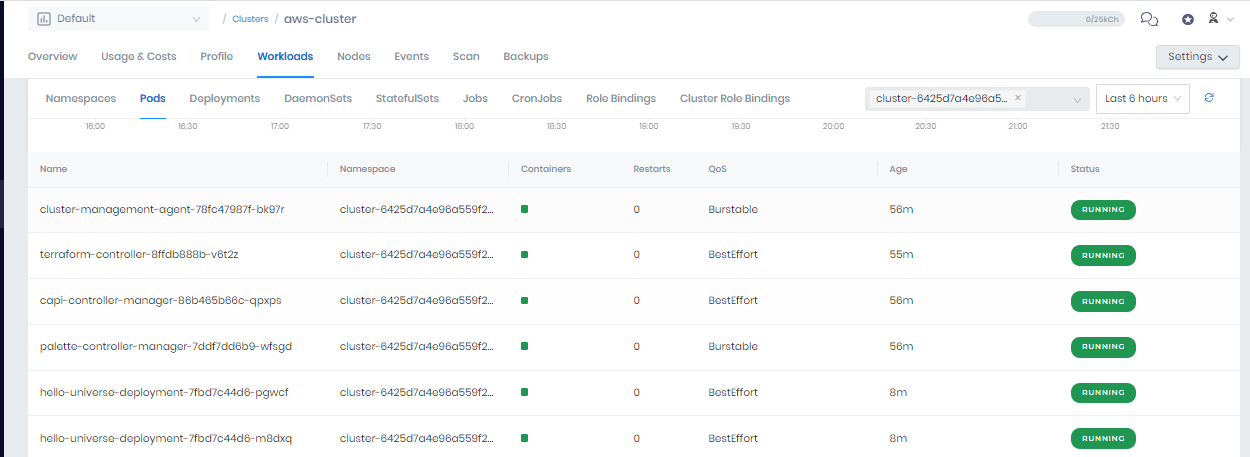 Default / Clusters / aws-cluster 0/25kCh
Overview Usage & Costs Profile Workloads Nodes Events Scan Backups Settings
Namespaces Pods Deployments DaemonSets StatefulSets Jobs CronJobs Role Bindings Cluster Role Bindings cluster-6425d7a4e96a5... × Last 6 hours
16:00 16:30 17:00 17:30 18:00 18:30 19:00 19:30 20:00 20:30 21:00 21:30
Name Namespace Containers Restarts QoS Age Status
cluster-management-agent-78fc47987f-bk97r cluster-6425d7a4e96a559f2... 0 Burstable 56m RUNNING
terraform-controller-8ffdb888b-v6t2z cluster-6425d7a4e96a559f2... 0 BestEffort 55m RUNNING
capi-controller-manager-86b465b66c-qpxps cluster-6425d7a4e96a559f2... 0 BestEffort 56m RUNNING
palette-controller-manager-7ddf7dd6b9-wfsgd cluster-6425d7a4e96a559f2... 0 Burstable 56m RUNNING
hello-universe-deployment-7fbd7c44d6-pgwcf cluster-6425d7a4e96a559f2... 0 BestEffort 8m RUNNING
hello-universe-deployment-7fbd7c44d6-m8dxq cluster-6425d7a4e96a559f2... 0 BestEffort 8m RUNNING